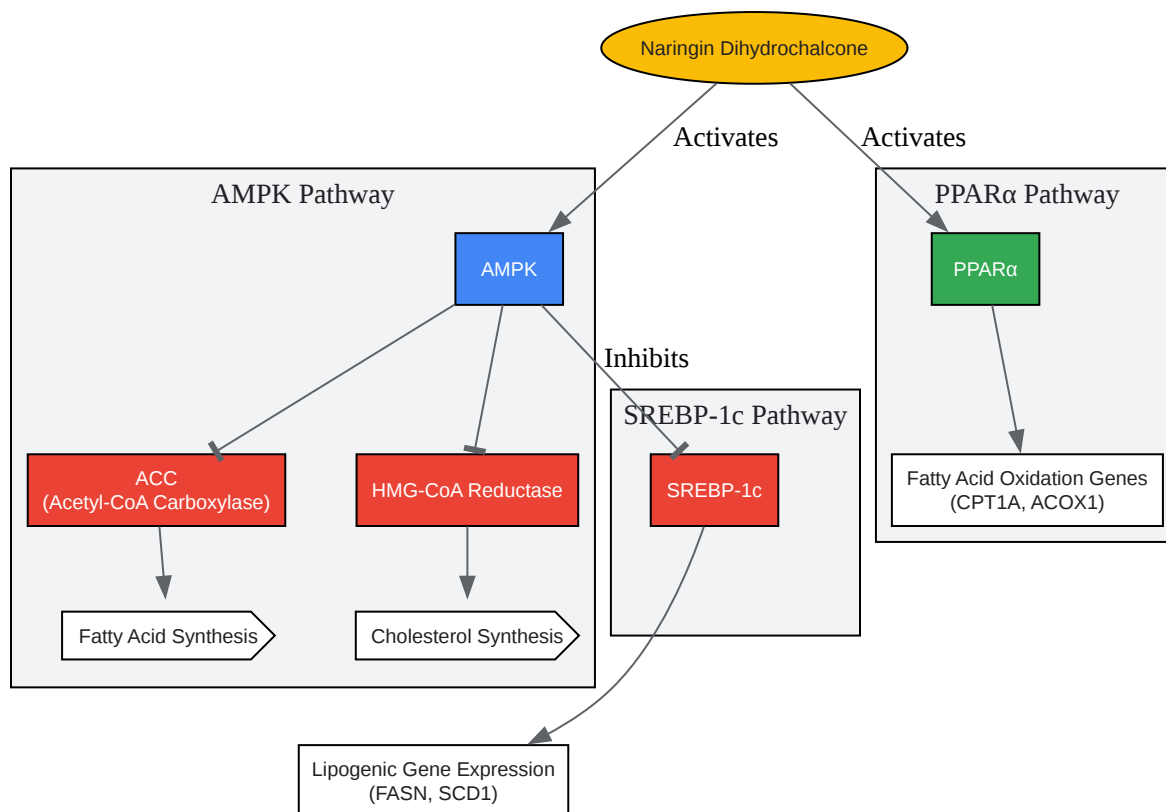 Naringin Dihydrochalcone
Activates
Activates
AMPK Pathway
PPARα Pathway
AMPK
PPARα
Inhibits
SREBP-1c Pathway
ACC
(Acetyl-CoA Carboxylase)
HMG-CoA Reductase
SREBP-1c
Fatty Acid Oxidation Genes
(CPT1A, ACOX1)
Fatty Acid Synthesis
Cholesterol Synthesis
Lipogenic Gene Expression
(FASN, SCD1)